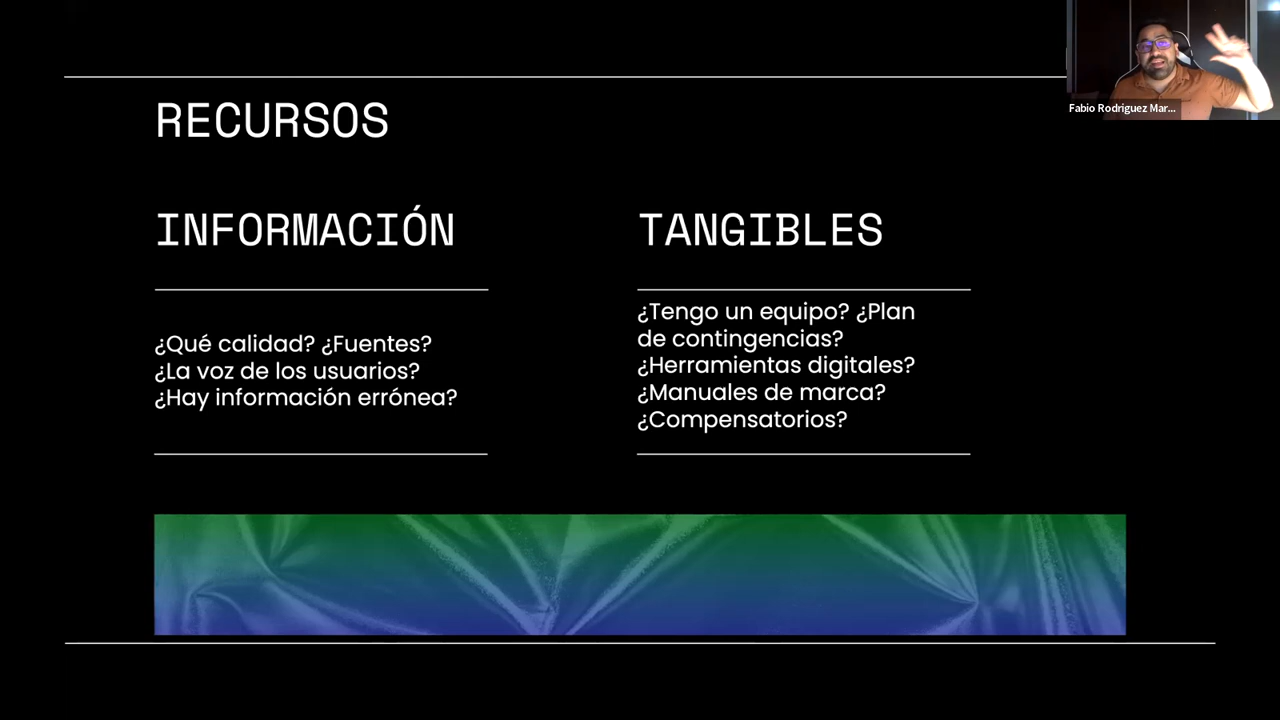 Fabio Rodriguez Mar...
RECURSOS
INFORMACIÓN
¿Qué calidad? ¿Fuentes?
¿La voz de los usuarios?
¿Hay información errónea?
TANGIBLES
¿Tengo un equipo? ¿Plan
de contingencias?
¿Herramientas digitales?
¿Manuales de marca?
¿Compensatorios?